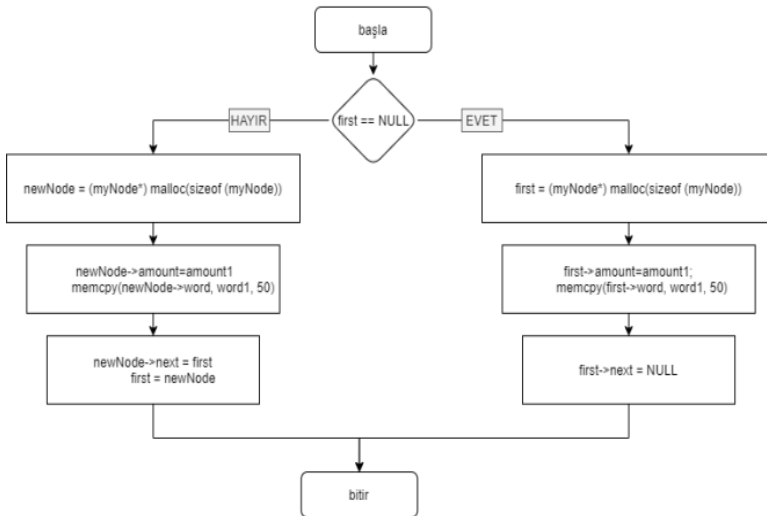 başla
first == NULL
HAYIR
EVET
newNode = (myNode*) malloc(sizeof (myNode))
first = (myNode*) malloc(sizeof (myNode))
newNode->amount=amount1
memcpy(newNode->word, word1, 50)
first->amount=amount1;
memcpy(first->word, word1, 50)
newNode->next = first
first = newNode
first->next = NULL
bitir